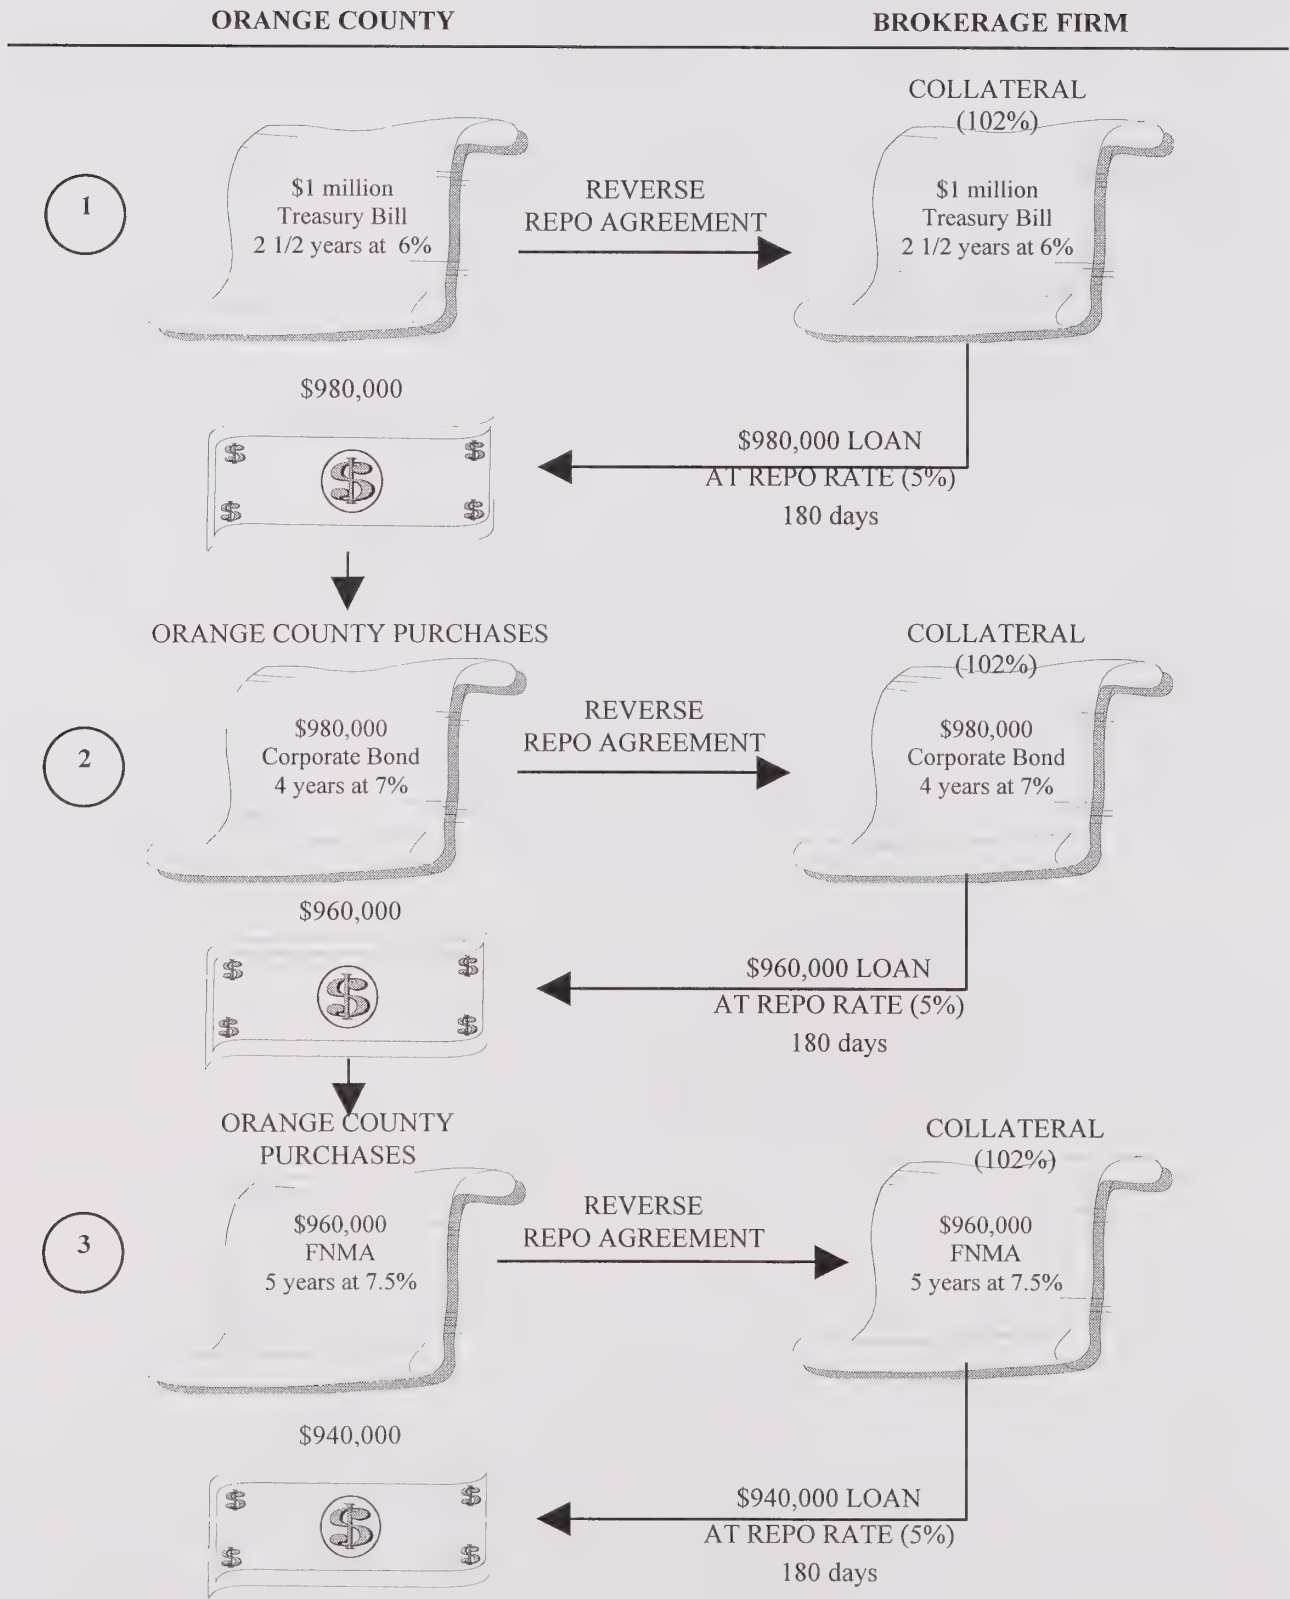 ORANGE COUNTY
BROKERAGE FIRM
COLLATERAL
(102%)
1
$1 million
Treasury Bill
2 1/2 years at 6%
REVERSE
REPO AGREEMENT
$1 million
Treasury Bill
2 1/2 years at 6%
$980,000
$ $ $ $ $
$980,000 LOAN
AT REPO RATE (5%)
180 days
ORANGE COUNTY PURCHASES
COLLATERAL
(102%)
2
$980,000
Corporate Bond
4 years at 7%
REVERSE
REPO AGREEMENT
$980,000
Corporate Bond
4 years at 7%
$960,000
$ $ $ $ $
$960,000 LOAN
AT REPO RATE (5%)
180 days
ORANGE COUNTY
PURCHASES
COLLATERAL
(102%)
3
$960,000
FNMA
5 years at 7.5%
REVERSE
REPO AGREEMENT
$960,000
FNMA
5 years at 7.5%
$940,000
$ $ $ $ $
$940,000 LOAN
AT REPO RATE (5%)
180 days